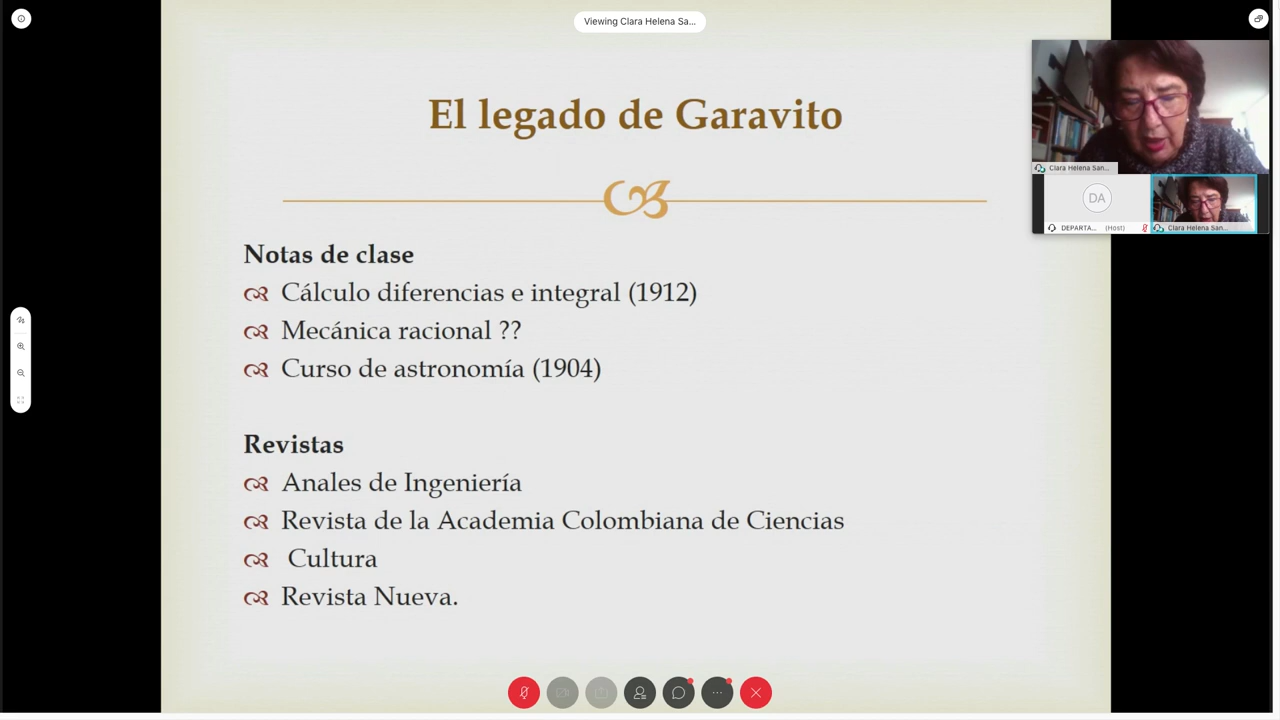 Viewing Clara Helena Sa...
El legado de Garavito
Notas de clase
Cálculo diferencias e integral (1912)
Mecánica racional ??
Curso de astronomía (1904)
Revistas
Anales de Ingeniería
Revista de la Academia Colombiana de Ciencias
Cultura
Revista Nueva.
Clara Helena San...
DA
DEPARTA... (Host)
Clara Helena San...